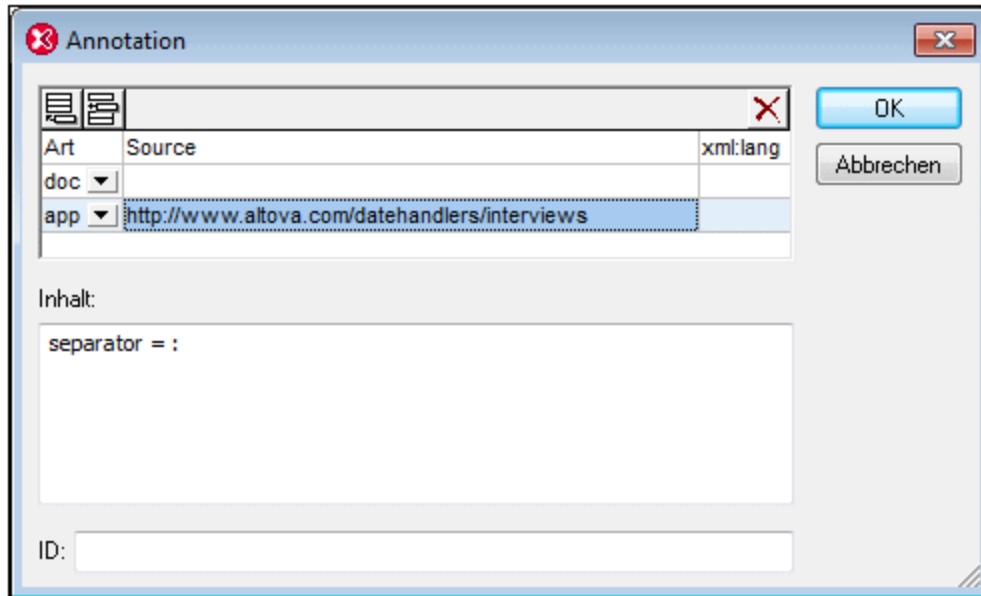 Annotation
OK
Art Source xml:lang
Abbrechen
doc
app http://www.altova.com/datehandlers/interviews
Inhalt:
separator = :
ID: